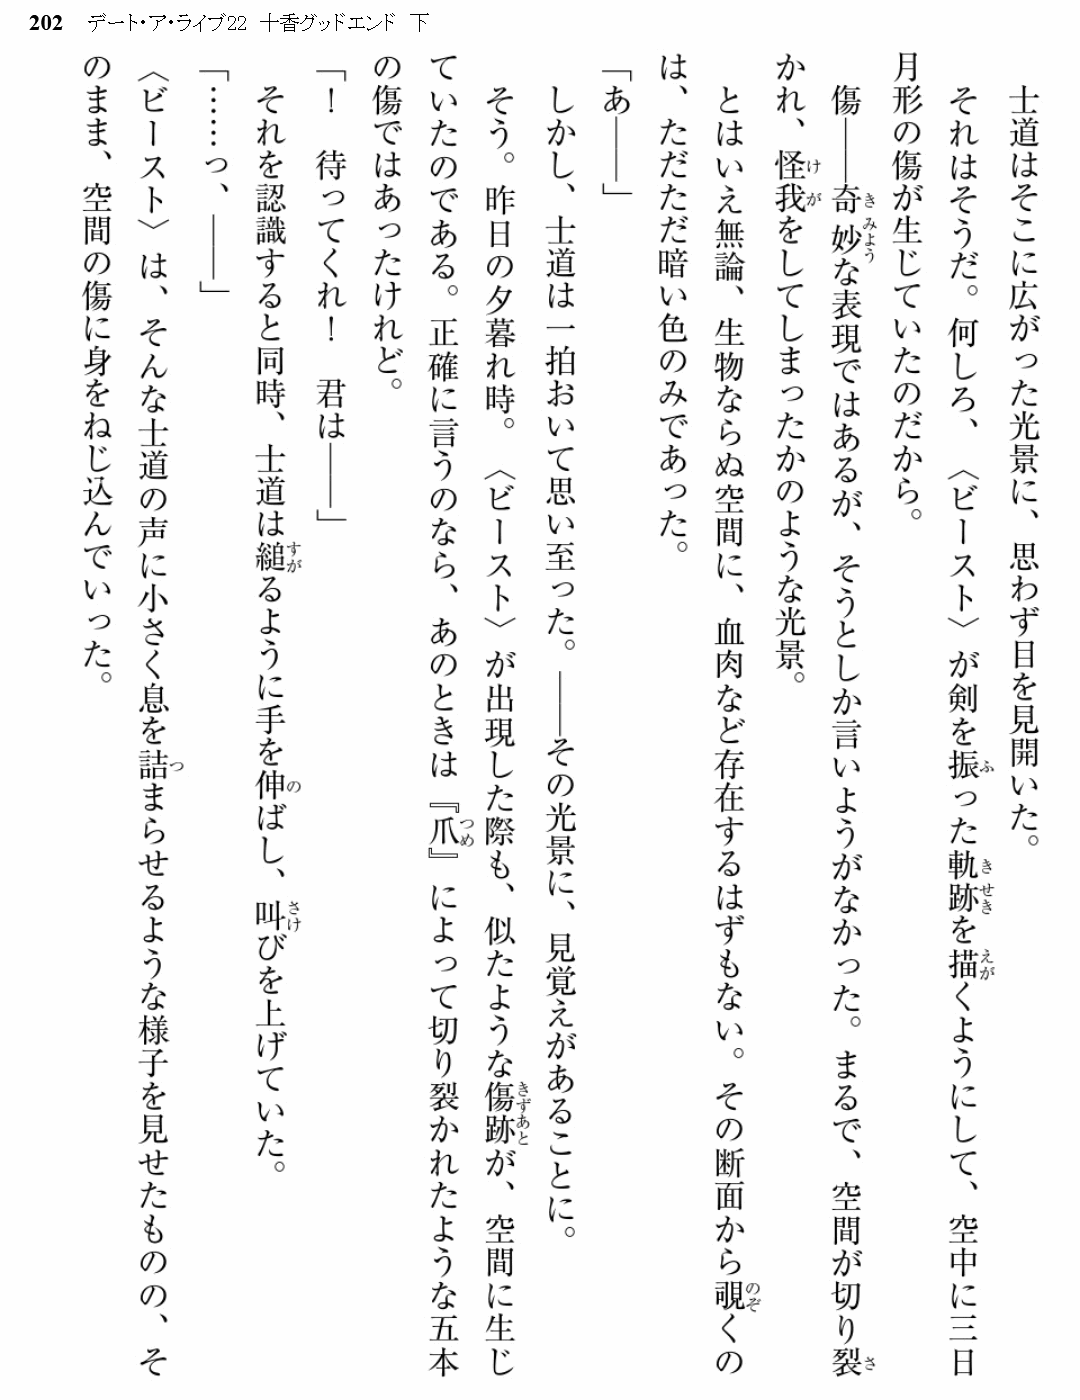 202 デート・ア・ライブ22 十香グッドエンド 下
　士道はそこに広がった光景に、思わず目を見開いた。
　それはそうだ。何しろ、〈ビースト〉が剣を振った軌跡を描くようにして、空中に三日
月形の傷が生じていたのだから。
　傷――奇妙な表現ではあるが、そうとしか言いようがなかった。まるで、空間が切り裂
かれ、怪我をしてしまったかのような光景。
　とはいえ無論、生物ならぬ空間に、血肉など存在するはずもない。その断面から覗くの
は、ただただ暗い色のみであった。
「あ――」
　しかし、士道は一拍おいて思い至った。――その光景に、見覚えがあることに。
　そう。昨日の夕暮れ時。〈ビースト〉が出現した際も、似たような傷跡が、空間に生じ
ていたのである。正確に言うのなら、あのときは『爪』によって切り裂かれたような五本
の傷ではあったけれど。
「！　待ってくれ！　君は――」
　それを認識すると同時、士道は縋るように手を伸ばし、叫びを上げていた。
「……っ、――」
〈ビースト〉は、そんな士道の声に小さく息を詰まらせるような様子を見せたものの、そ
のまま、空間の傷に身をねじ込んでいった。